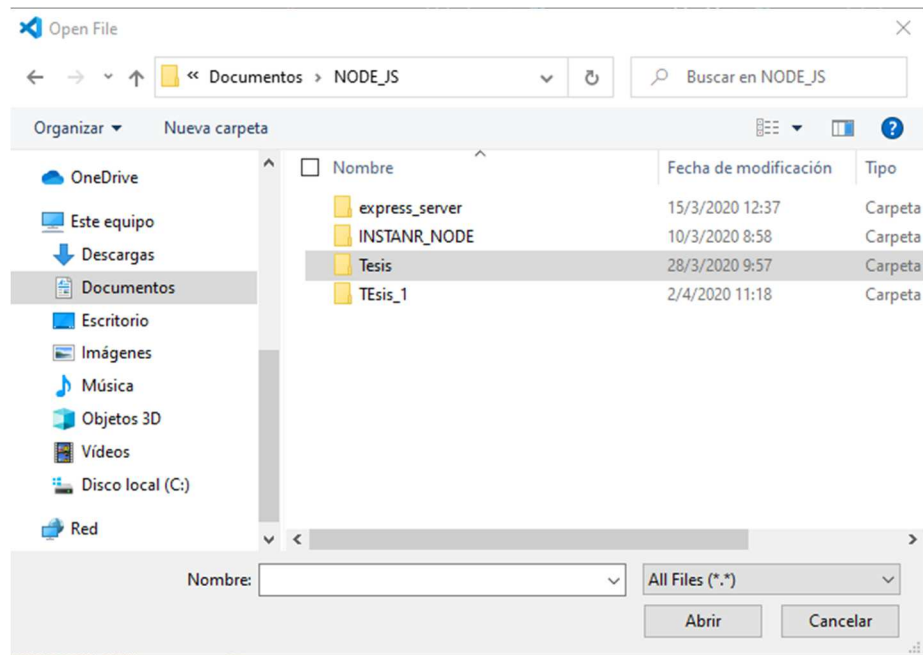 Open File
« Documentos > NODE_JS
Buscar en NODE_JS
Organizar Nueva carpeta
Nombre Fecha de modificación Tipo
OneDrive
Este equipo
Descargas
Documentos
Escritorio
Imágenes
Música
Objetos 3D
Vídeos
Disco local (C:)
Red
express_server 15/3/2020 12:37 Carpeta
INSTANR_NODE 10/3/2020 8:58 Carpeta
Tesis 28/3/2020 9:57 Carpeta
TEsis_1 2/4/2020 11:18 Carpeta
Nombre: All Files (*.*)
Abrir Cancelar